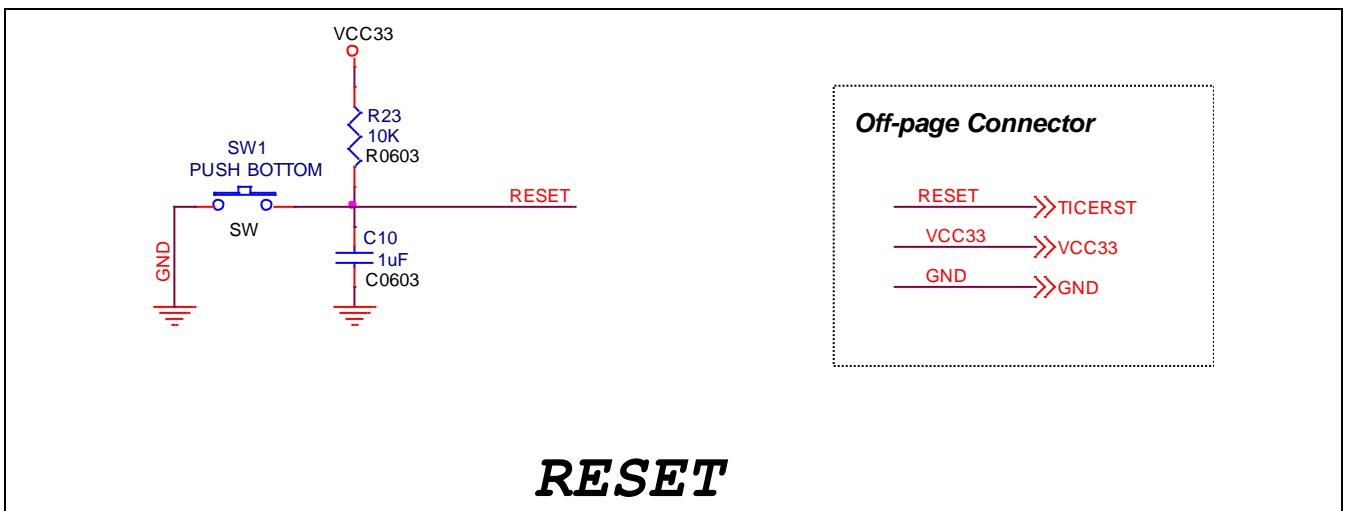 VCC33
R23
10K
R0603
SW1
PUSH BOTTOM
SW
RESET
GND
C10
1uF
C0603
Off-page Connector
RESET
TICERST
VCC33
VCC33
GND
GND
RESET